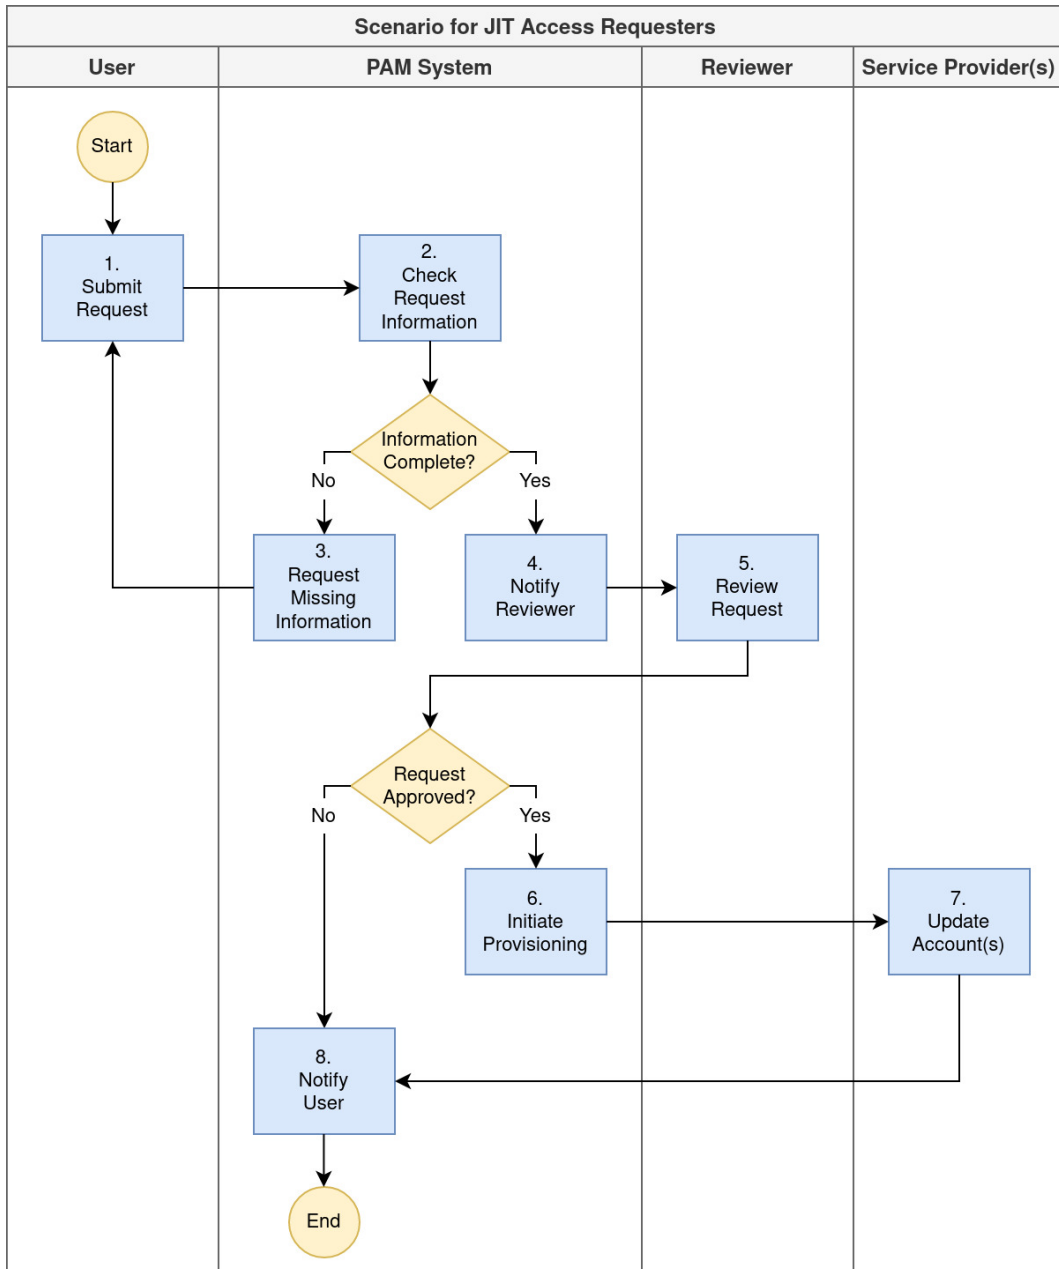 Scenario for JIT Access Requesters
User
PAM System
Reviewer
Service Provider(s)
Start
1.
Submit
Request
2.
Check
Request
Information
Information
Complete?
No
Yes
3.
Request
Missing
Information
4.
Notify
Reviewer
5.
Review
Request
Request
Approved?
No
Yes
6.
Initiate
Provisioning
7.
Update
Account(s)
8.
Notify
User
End